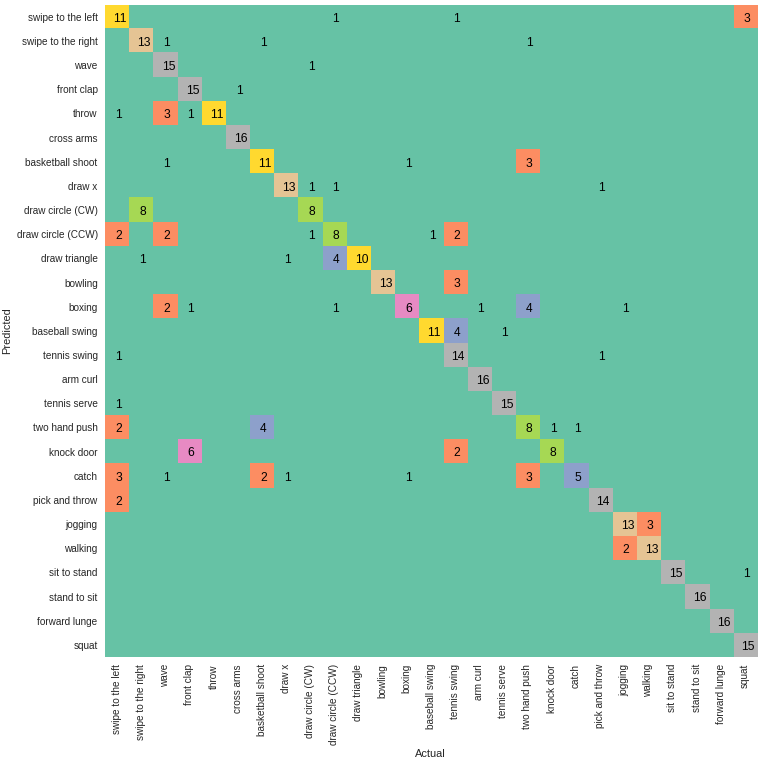 swipe to the left 11 1 1 3
swipe to the right 13 1 1 1
wave 15 1
front clap 15 1
throw 1 3 1 11
cross arms 16
basketball shoot 1 11 1 3
draw x 13 1 1 1
draw circle (CW) 8 8
draw circle (CCW) 2 2 1 8 1 2
draw triangle 1 1 4 10
bowling 13 3
boxing 2 1 1 6 1 4 1
baseball swing 11 4 1
tennis swing 1 14 1
arm curl 16
tennis serve 1 15
two hand push 2 4 8 1 1
knock door 6 2 8
catch 3 1 2 1 1 3 5
pick and throw 2 14
jogging 13 3
walking 2 13
sit to stand 15 1
stand to sit 16
forward lunge 16
squat 15
Predicted
swipe to the left
swipe to the right
wave
front clap
throw
cross arms
basketball shoot
draw x
draw circle (CW)
draw circle (CCW)
draw triangle
bowling
boxing
baseball swing
tennis swing
arm curl
tennis serve
two hand push
knock door
catch
pick and throw
jogging
walking
sit to stand
stand to sit
forward lunge
squat
Actual